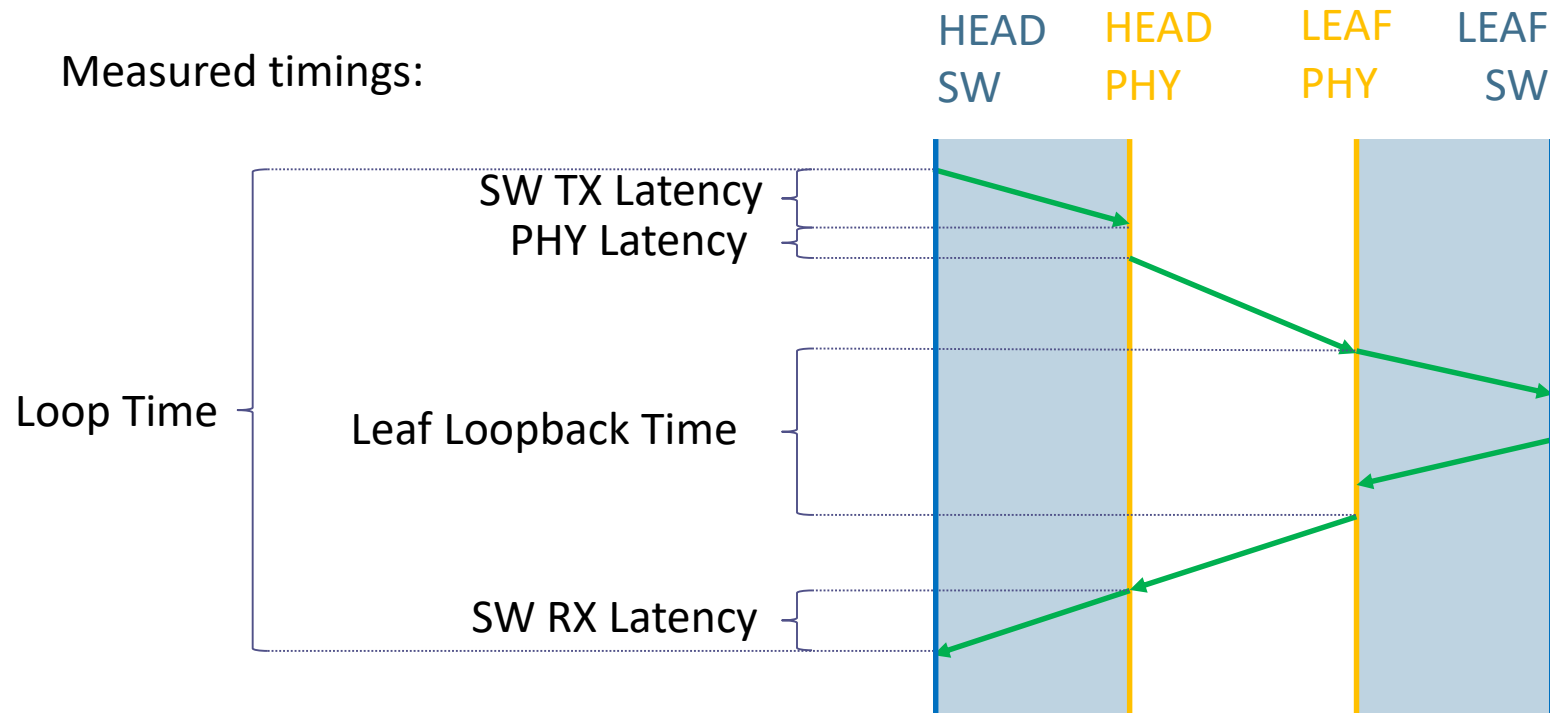 Measured timings:
HEAD SW
HEAD PHY
LEAF PHY
LEAF SW
SW TX Latency
PHY Latency
Loop Time
Leaf Loopback Time
SW RX Latency